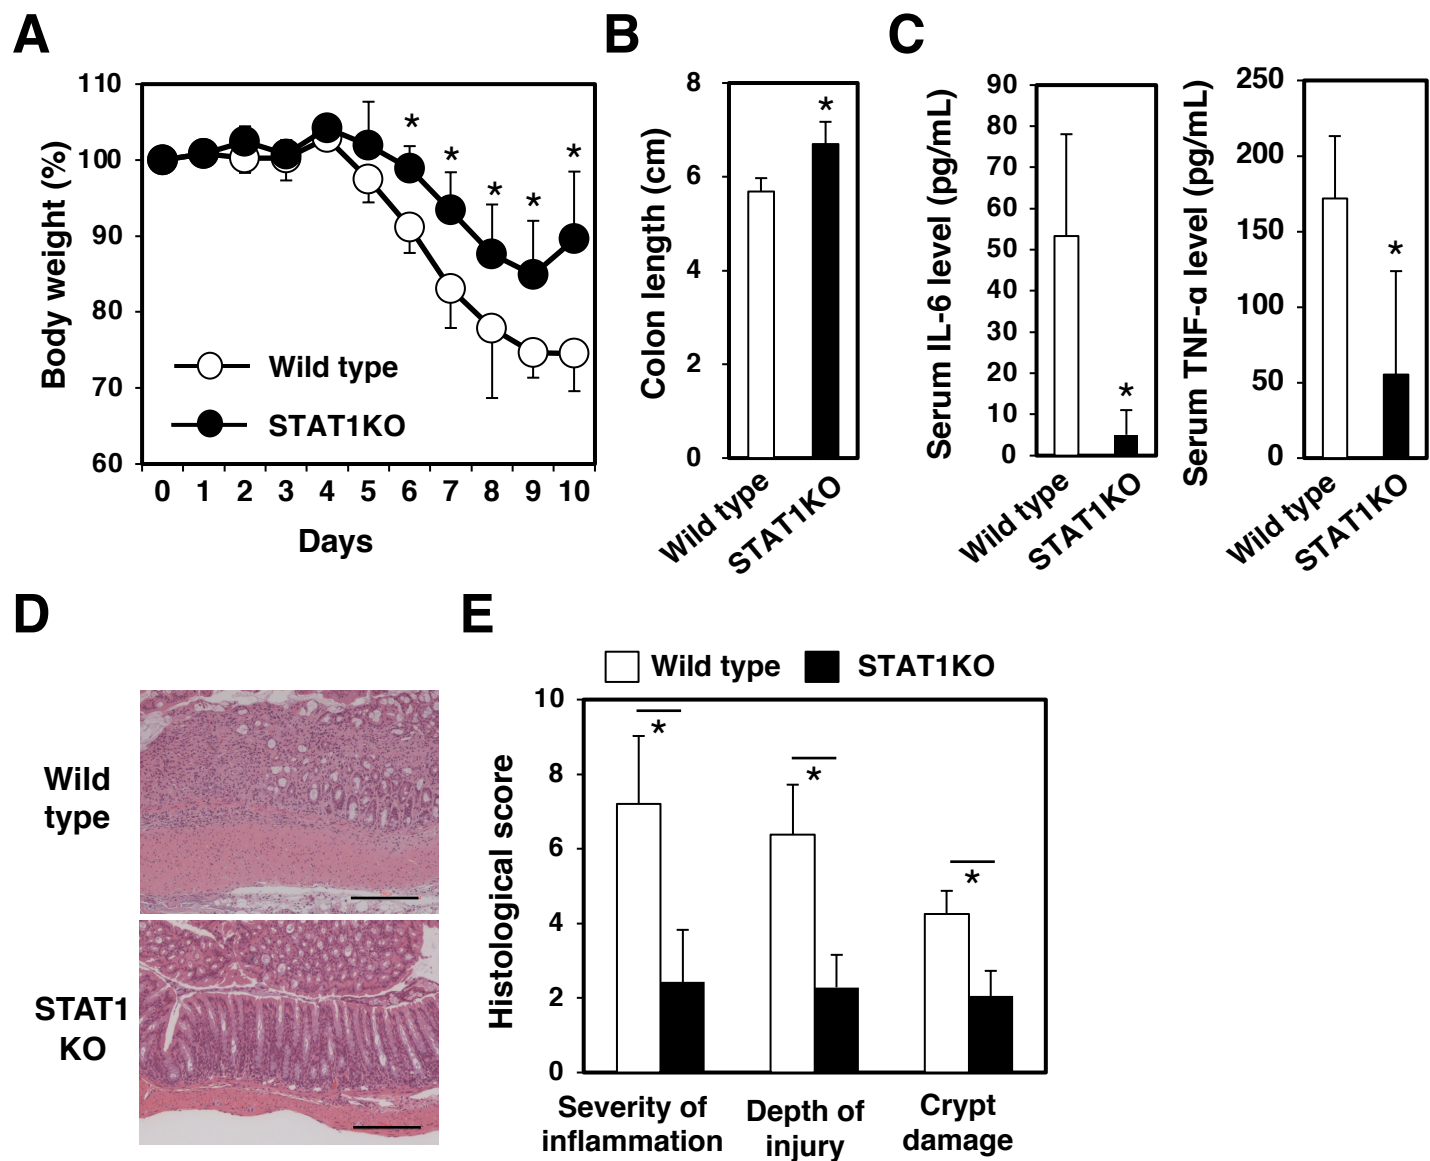 A
110
100
90
80
70
60
Body weight (%)
*
*
*
*
*
Wild type
STAT1KO
0 1 2 3 4 5 6 7 8 9 10
Days
B
8
6
4
2
0
Colon length (cm)
*
Wild type
STAT1KO
C
90
80
70
60
50
40
30
20
10
0
Serum IL-6 level (pg/mL)
*
Wild type
STAT1KO
250
200
150
100
50
0
Serum TNF-α level (pg/mL)
*
Wild type
STAT1KO
D
Wild
type
STAT1
KO
E
Wild type STAT1KO
10
8
6
4
2
0
Histological score
*
*
*
Severity of
inflammation
Depth of
injury
Crypt
damage